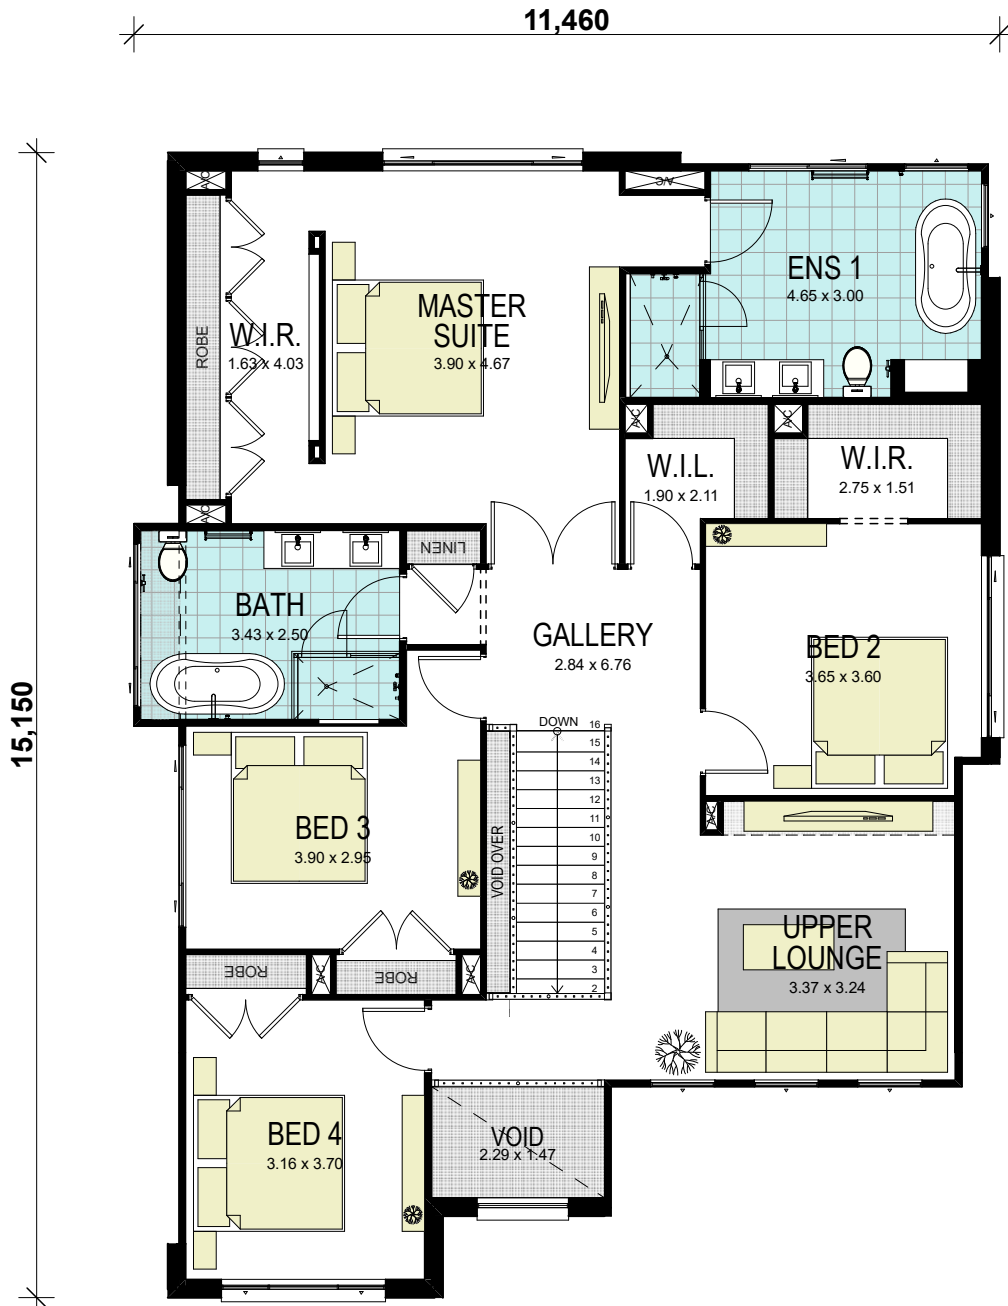 11,460
15,150
A/C
A/C
ROBE
W.I.R.
1.63 x 4.03
MASTER
SUITE
3.90 x 4.67
ENS 1
4.65 x 3.00
A/C
A/C
A/C
W.I.L.
1.90 x 2.11
W.I.R.
2.75 x 1.51
LINEN
BATH
3.43 x 2.50
GALLERY
2.84 x 6.76
BED 2
3.65 x 3.60
DOWN
16
15
14
13
12
11
10
9
8
7
6
5
4
3
2
VOID OVER
BED 3
3.90 x 2.95
A/C
UPPER
LOUNGE
3.37 x 3.24
ROBE
A/C
ROBE
A/C
BED 4
3.16 x 3.70
VOID
2.29 x 1.47